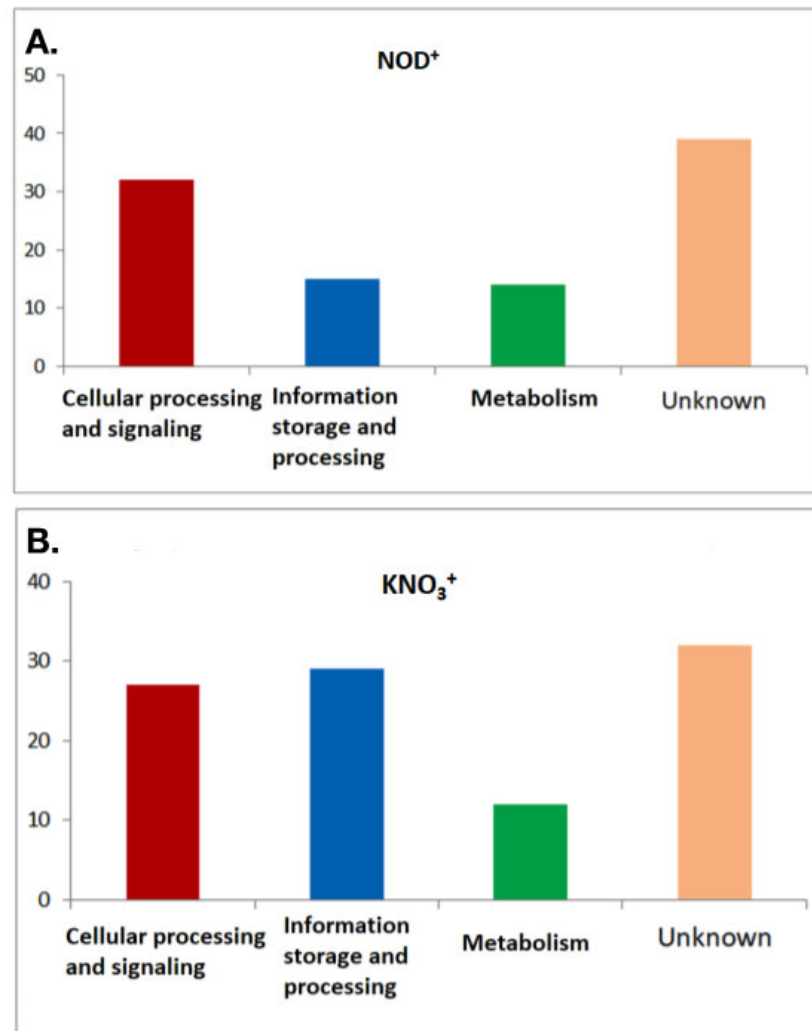 A.
NOD⁺
50
40
30
20
10
0
Cellular processing
and signaling
Information
storage and
processing
Metabolism
Unknown
B.
KNO₃⁺
40
30
20
10
0
Cellular processing
and signaling
Information
storage and
processing
Metabolism
Unknown